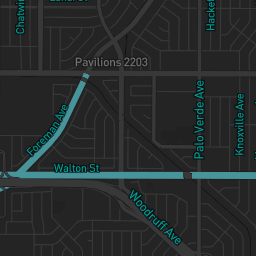 Chatwin
Hackett
Pavilions 2203
Foreman Ave
Palo Verde Ave
Knoxville Ave
Walton St
Woodruff Ave